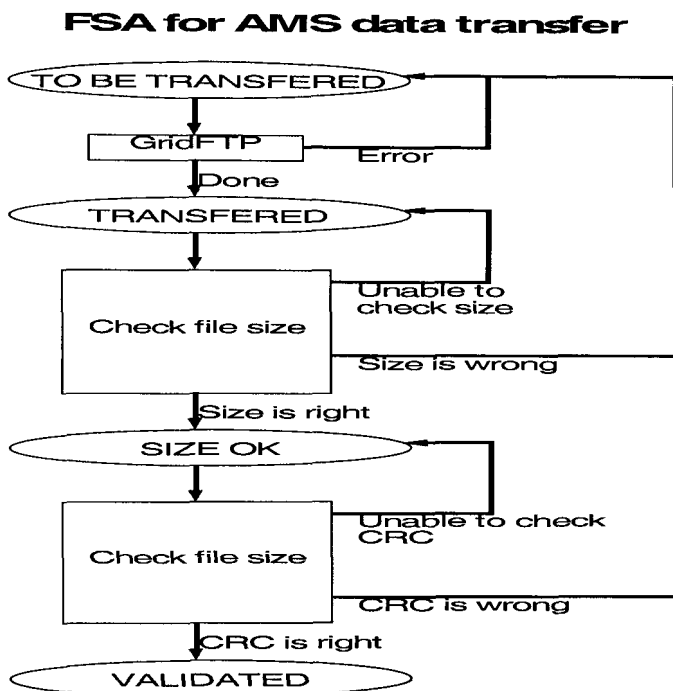 FSA for AMS data transfer
TO BE TRANSFERED
GridFTP
Error
Done
TRANSFERED
Unable to
check size
Check file size
Size is wrong
Size is right
SIZE OK
Unable to check
CRC
Check file size
CRC is wrong
CRC is right
VALIDATED